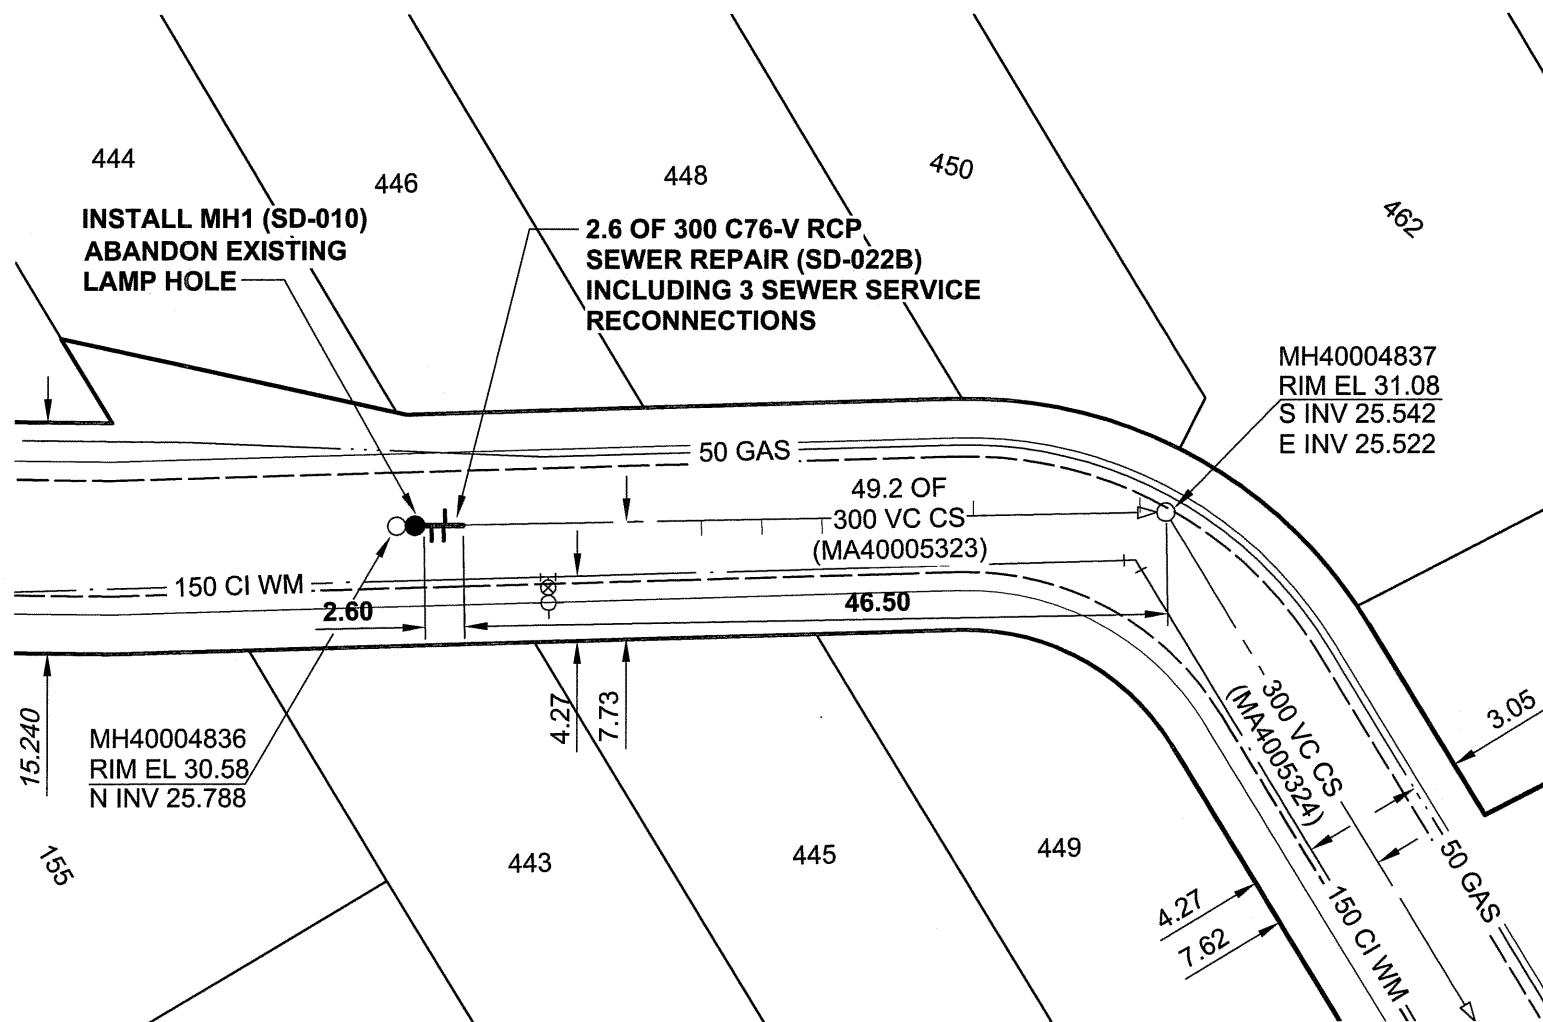 444
446
448
450
462
INSTALL MH1 (SD-010)
ABANDON EXISTING
LAMP HOLE
2.6 OF 300 C76-V RCP
SEWER REPAIR (SD-022B)
INCLUDING 3 SEWER SERVICE
RECONNECTIONS
MH40004837
RIM EL 31.08
S INV 25.542
E INV 25.522
50 GAS
49.2 OF
300 VC CS
(MA40005323)
150 CI WM
2.60
46.50
15.240
MH40004836
RIM EL 30.58
N INV 25.788
4.27
7.73
300 VC CS
(MA4005324)
3.05
155
443
445
449
4.27
7.62
150 CI WM
50 GAS